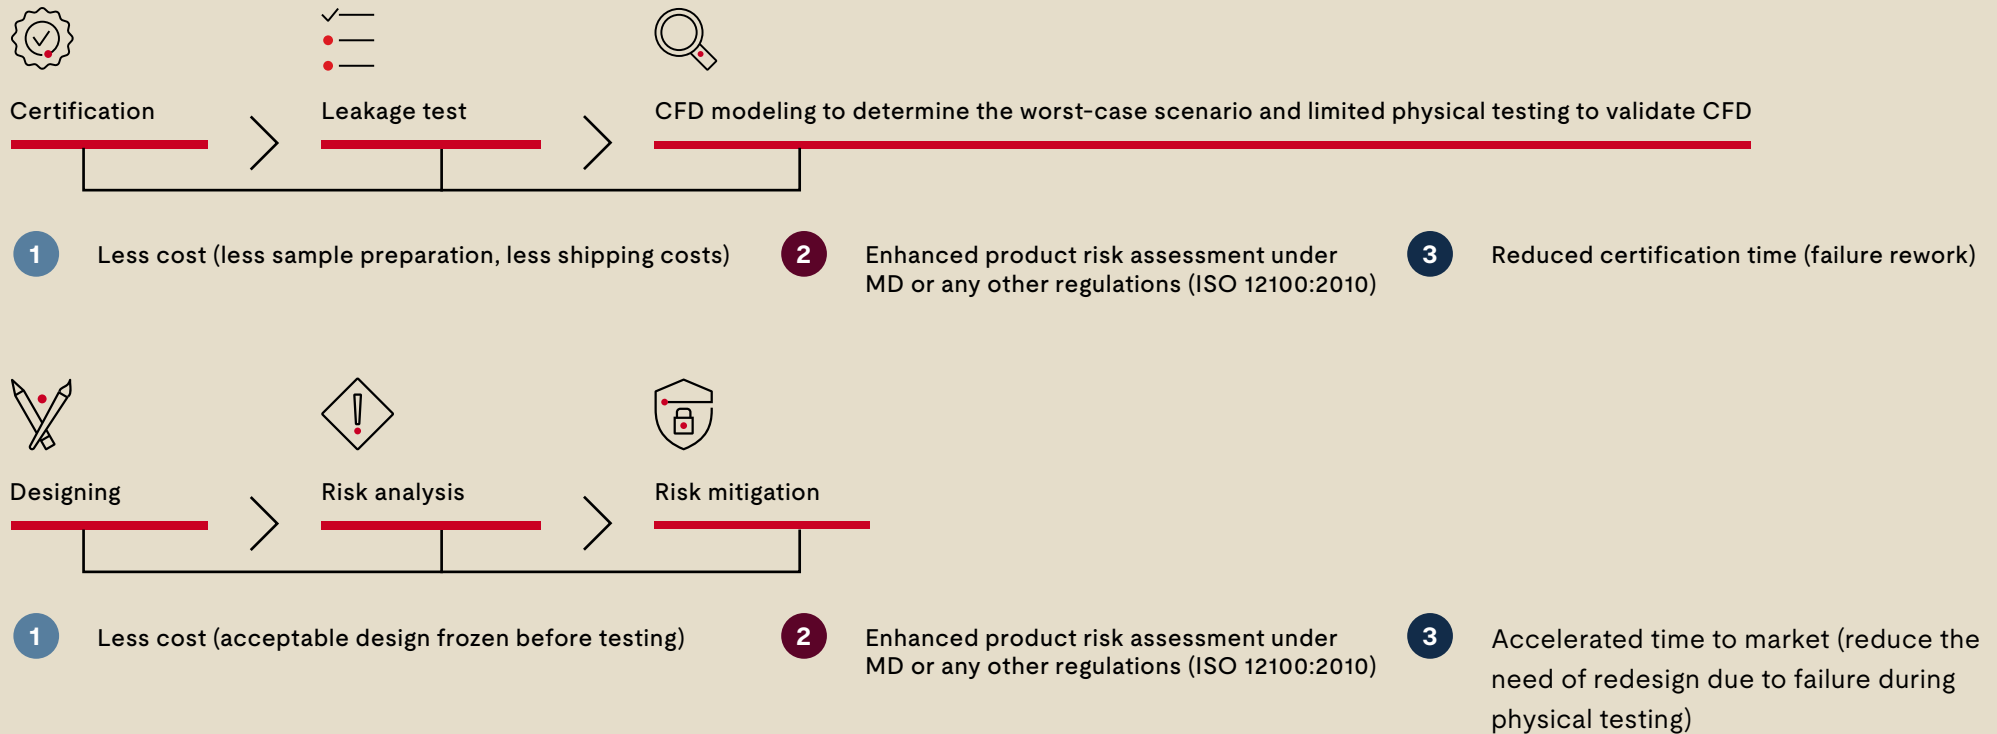 Certification
Leakage test
CFD modeling to determine the worst-case scenario and limited physical testing to validate CFD
1
Less cost (less sample preparation, less shipping costs)
2
Enhanced product risk assessment under
MD or any other regulations (ISO 12100:2010)
3
Reduced certification time (failure rework)
Designing
Risk analysis
Risk mitigation
1
Less cost (acceptable design frozen before testing)
2
Enhanced product risk assessment under
MD or any other regulations (ISO 12100:2010)
3
Accelerated time to market (reduce the
need of redesign due to failure during
physical testing)